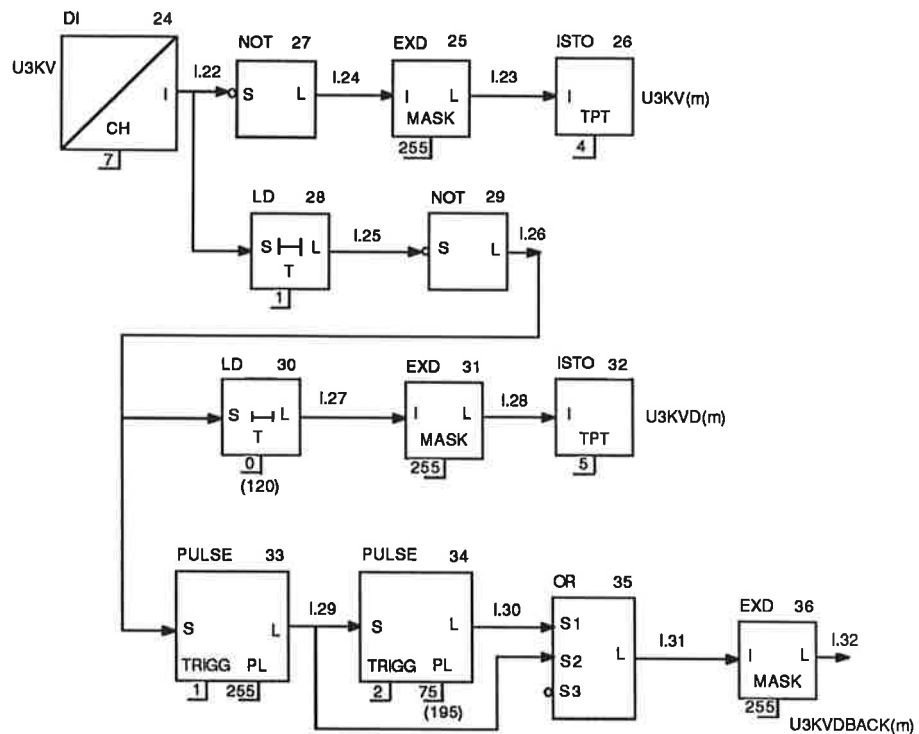 DI 24
U3KV
I
CH
7
I.22
NOT 27
S L
I.24
EXD 25
I L
MASK
255
I.23
ISTO 26
I
TPT
4
U3KV(m)
LD 28
S L
T
1
I.25
NOT 29
S L
I.26
LD 30
S L
T
0
(120)
I.27
EXD 31
I L
MASK
255
I.28
ISTO 32
I
TPT
5
U3KVD(m)
PULSE 33
S L
TRIGG PL
1 255
I.29
PULSE 34
S L
TRIGG PL
2 75
(195)
I.30
OR 35
S1
S2 L
S3
I.31
EXD 36
I L
MASK
255
I.32
U3KVDBACK(m)